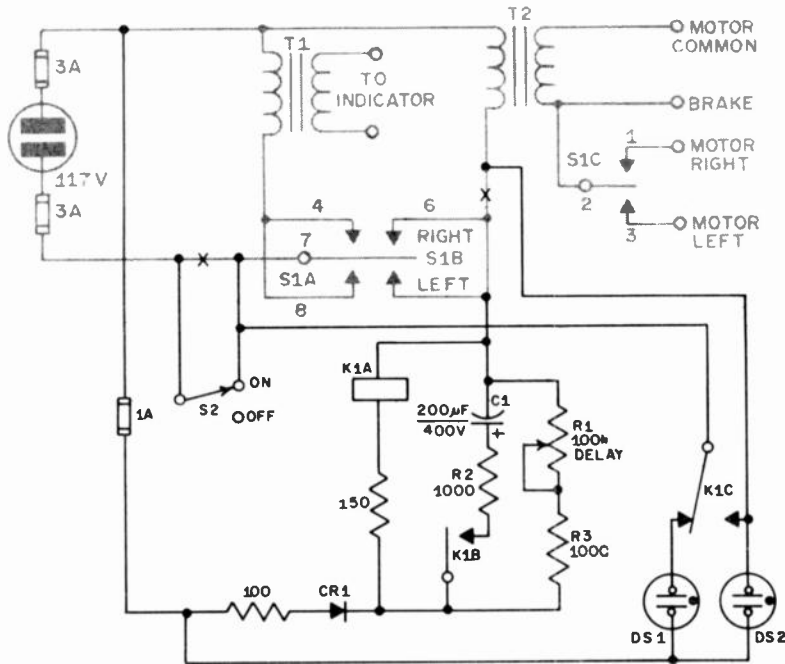 T2
MOTOR
COMMON
T1
3A
TO
INDICATOR
BRAKE
1
MOTOR
RIGHT
S1C
117V
2
3A
4
6
3
MOTOR
LEFT
X
7
RIGHT
X
S1B
S1A
LEFT
8
K1A
ON
S2
OFF
1A
C1
200µF
400V
+
R1
100K
DELAY
R2
1000
K1C
150
K1B
R3
100C
100
CR1
DS1
DS2